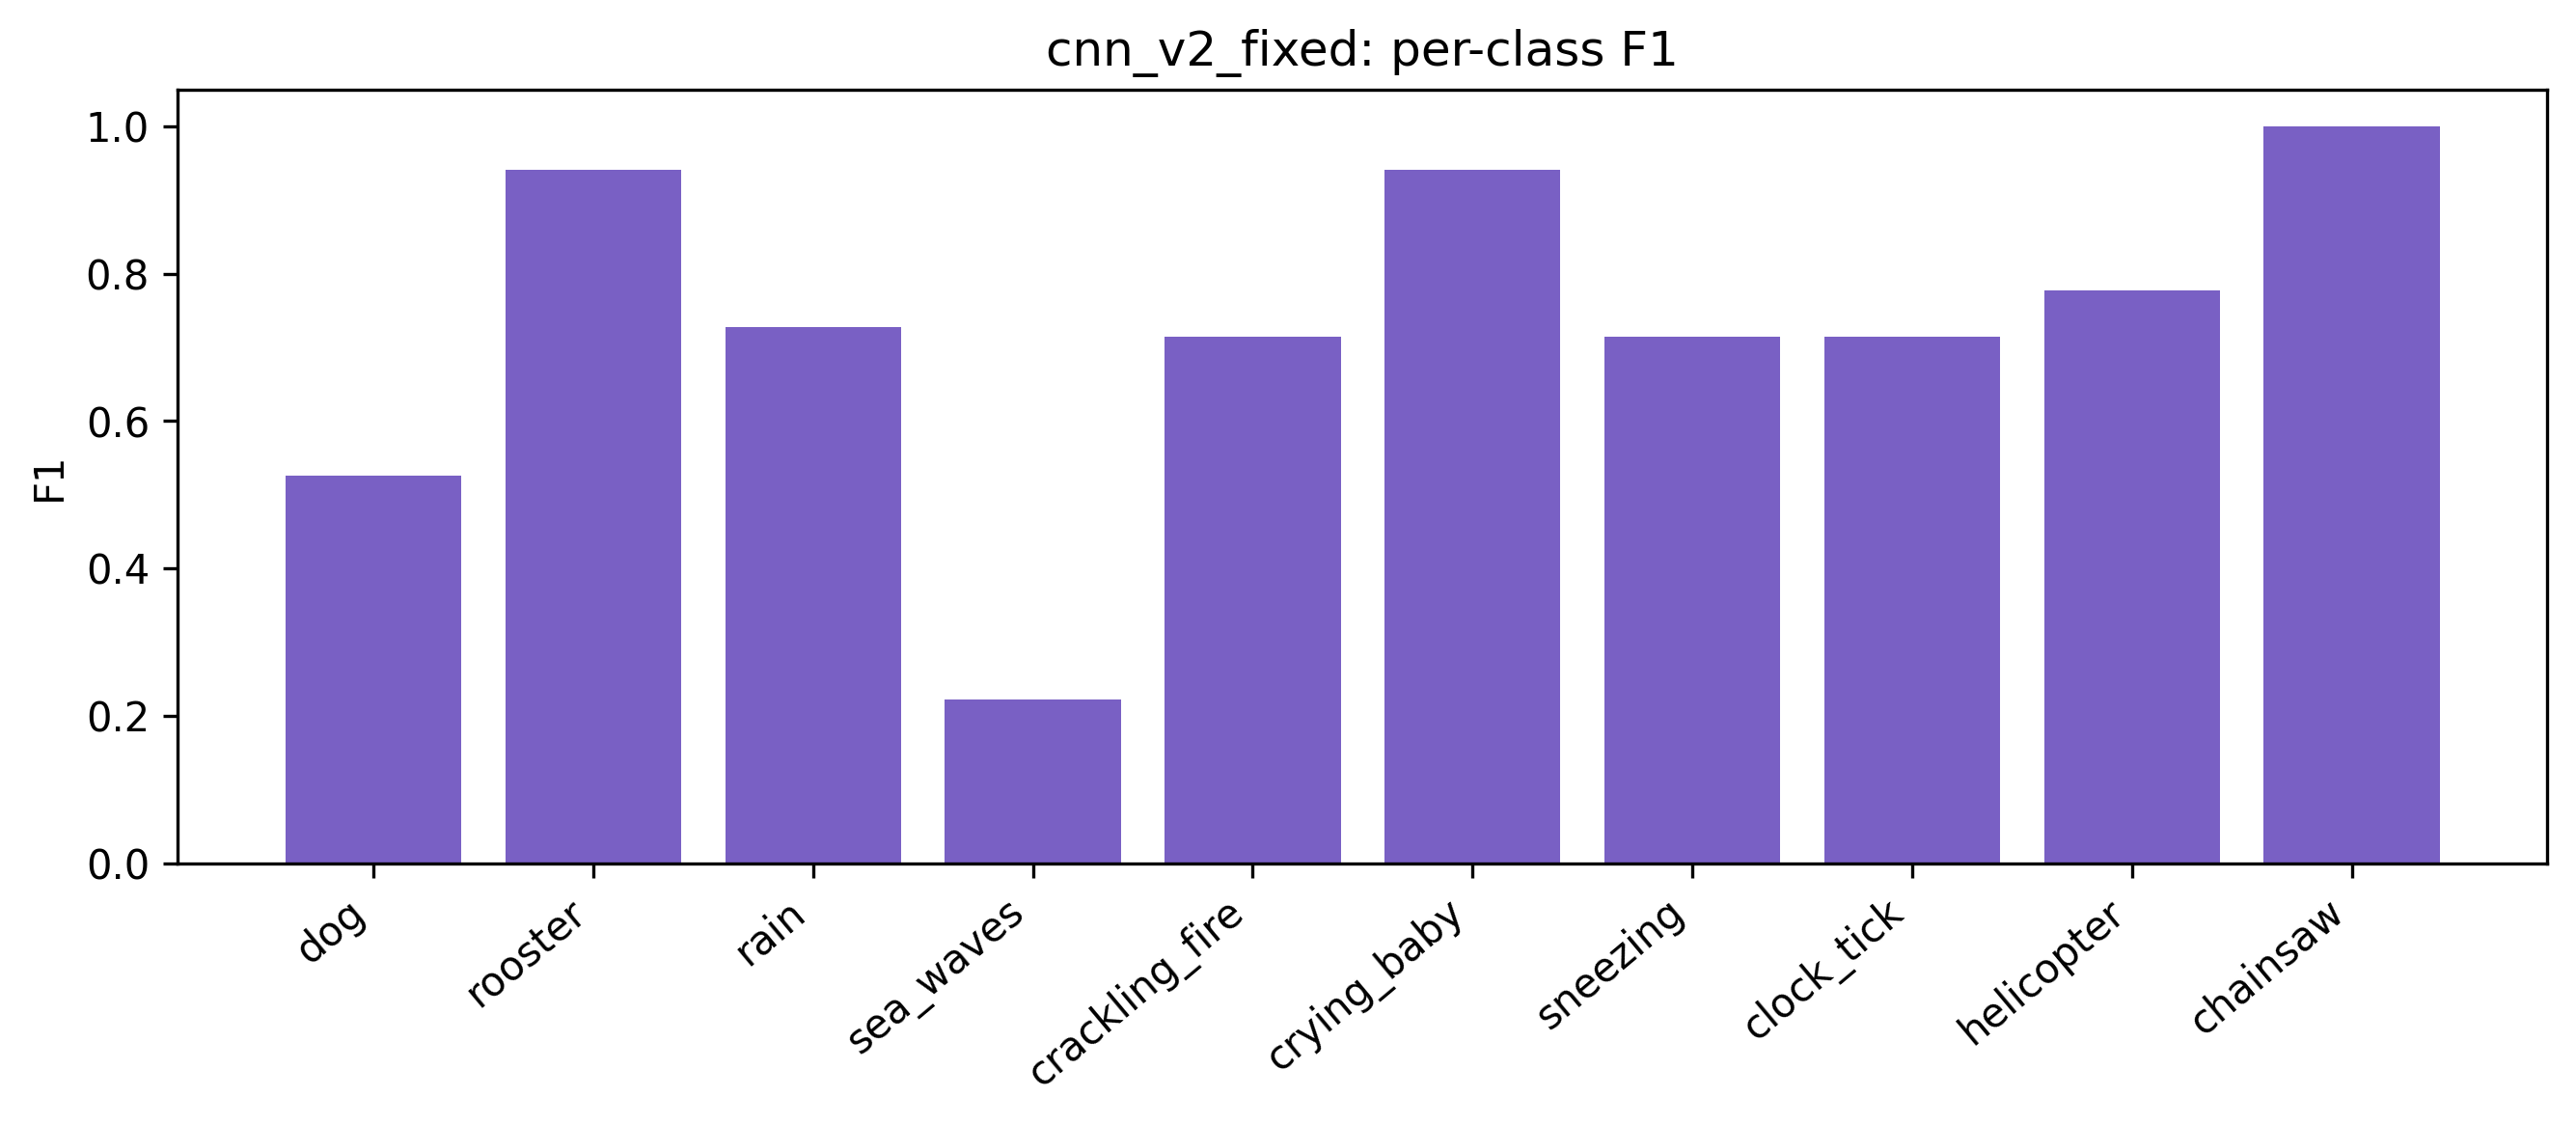 cnn_v2_fixed: per-class F1
F1
1.0
0.8
0.6
0.4
0.2
0.0
dog
rooster
rain
sea_waves
crackling_fire
crying_baby
sneezing
clock_tick
helicopter
chainsaw